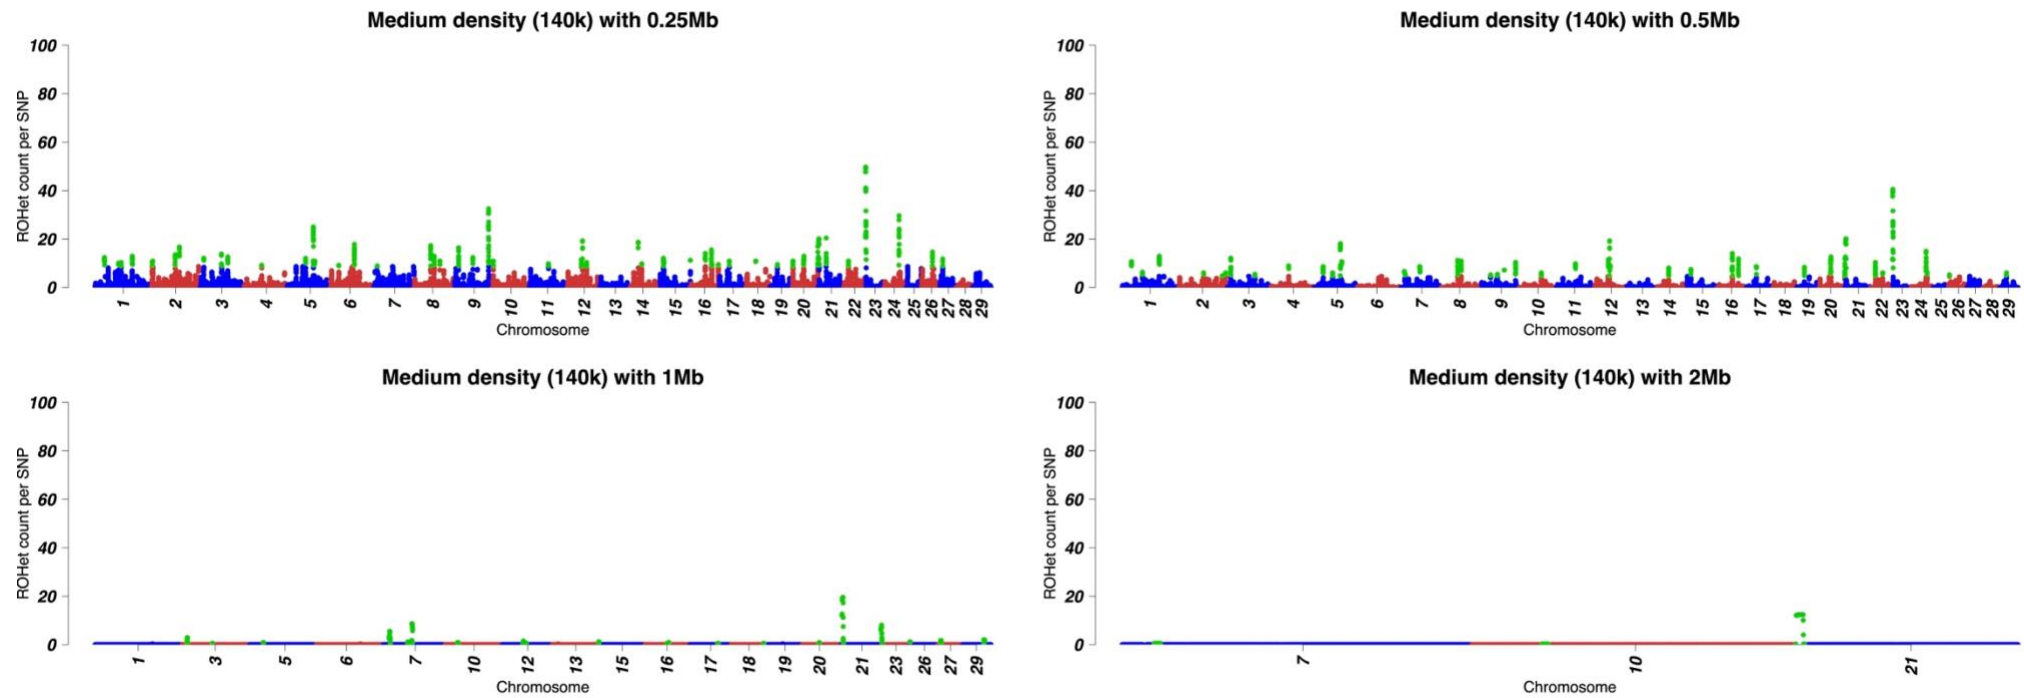 Medium density (140k) with 0.25Mb
ROHet count per SNP
100
80
60
40
20
0
1 2 3 4 5 6 7 8 9 10 11 12 13 14 15 16 17 18 19 20 21 22 23 24 25 26 27 28 29
Chromosome
Medium density (140k) with 0.5Mb
ROHet count per SNP
100
80
60
40
20
0
1 2 3 4 5 6 7 8 9 10 11 12 13 14 15 16 17 18 19 20 21 22 23 24 25 26 27 28 29
Chromosome
Medium density (140k) with 1Mb
ROHet count per SNP
100
80
60
40
20
0
1 3 5 6 7 10 12 13 15 16 17 18 19 20 21 23 26 27 29
Chromosome
Medium density (140k) with 2Mb
ROHet count per SNP
100
80
60
40
20
0
7 10 21
Chromosome